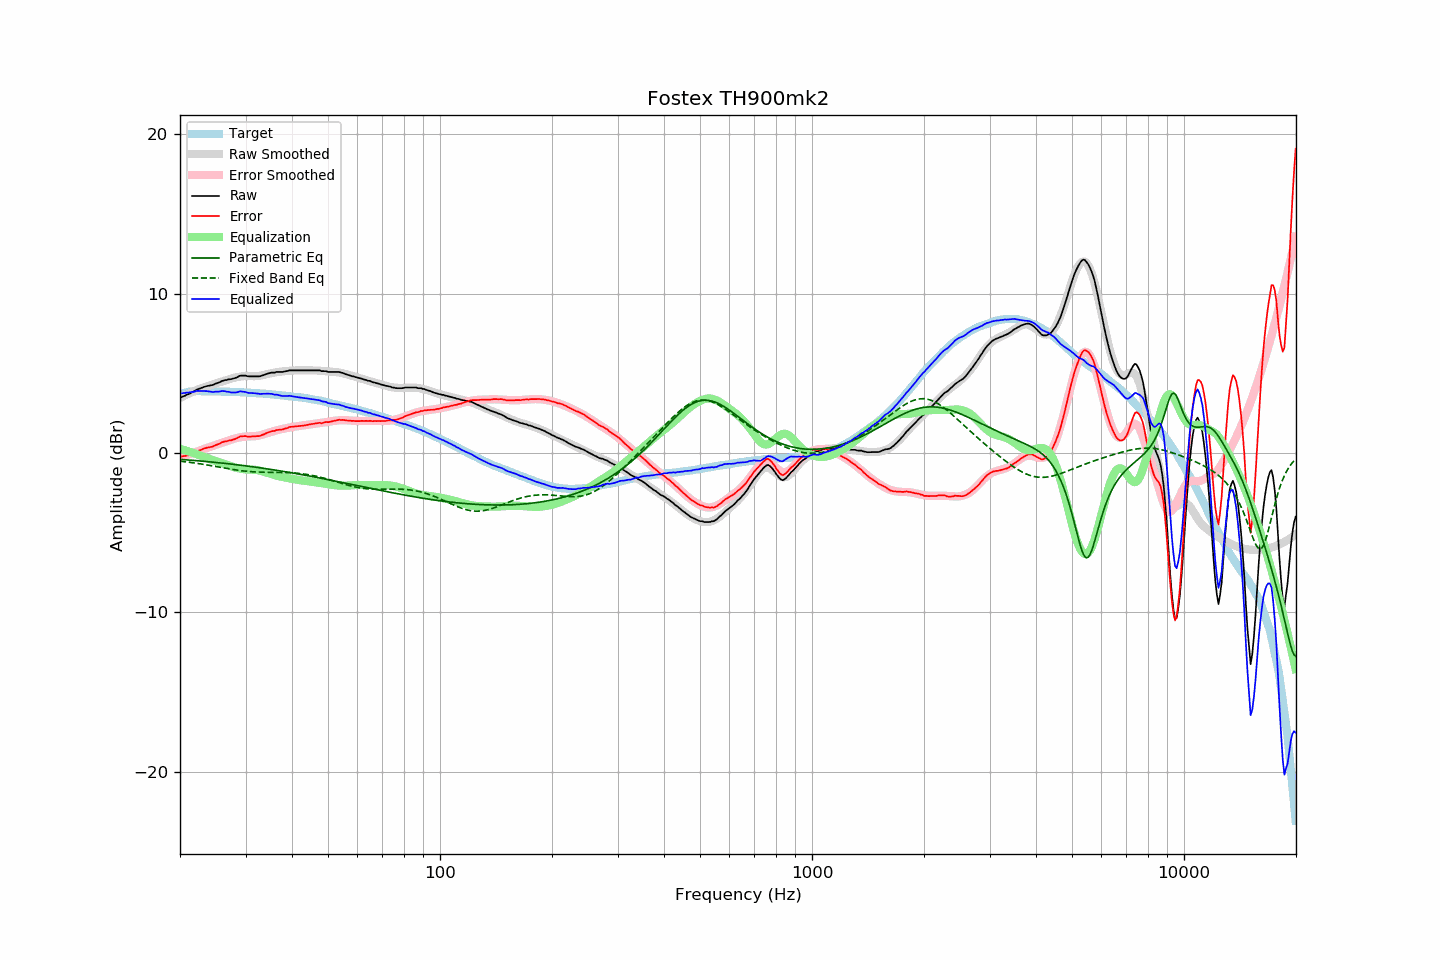 Fostex TH900mk2
20
10
0
−10
−20
Amplitude (dBr)
Target
Raw Smoothed
Error Smoothed
Raw
Error
Equalization
Parametric Eq
Fixed Band Eq
Equalized
100
1000
10000
Frequency (Hz)